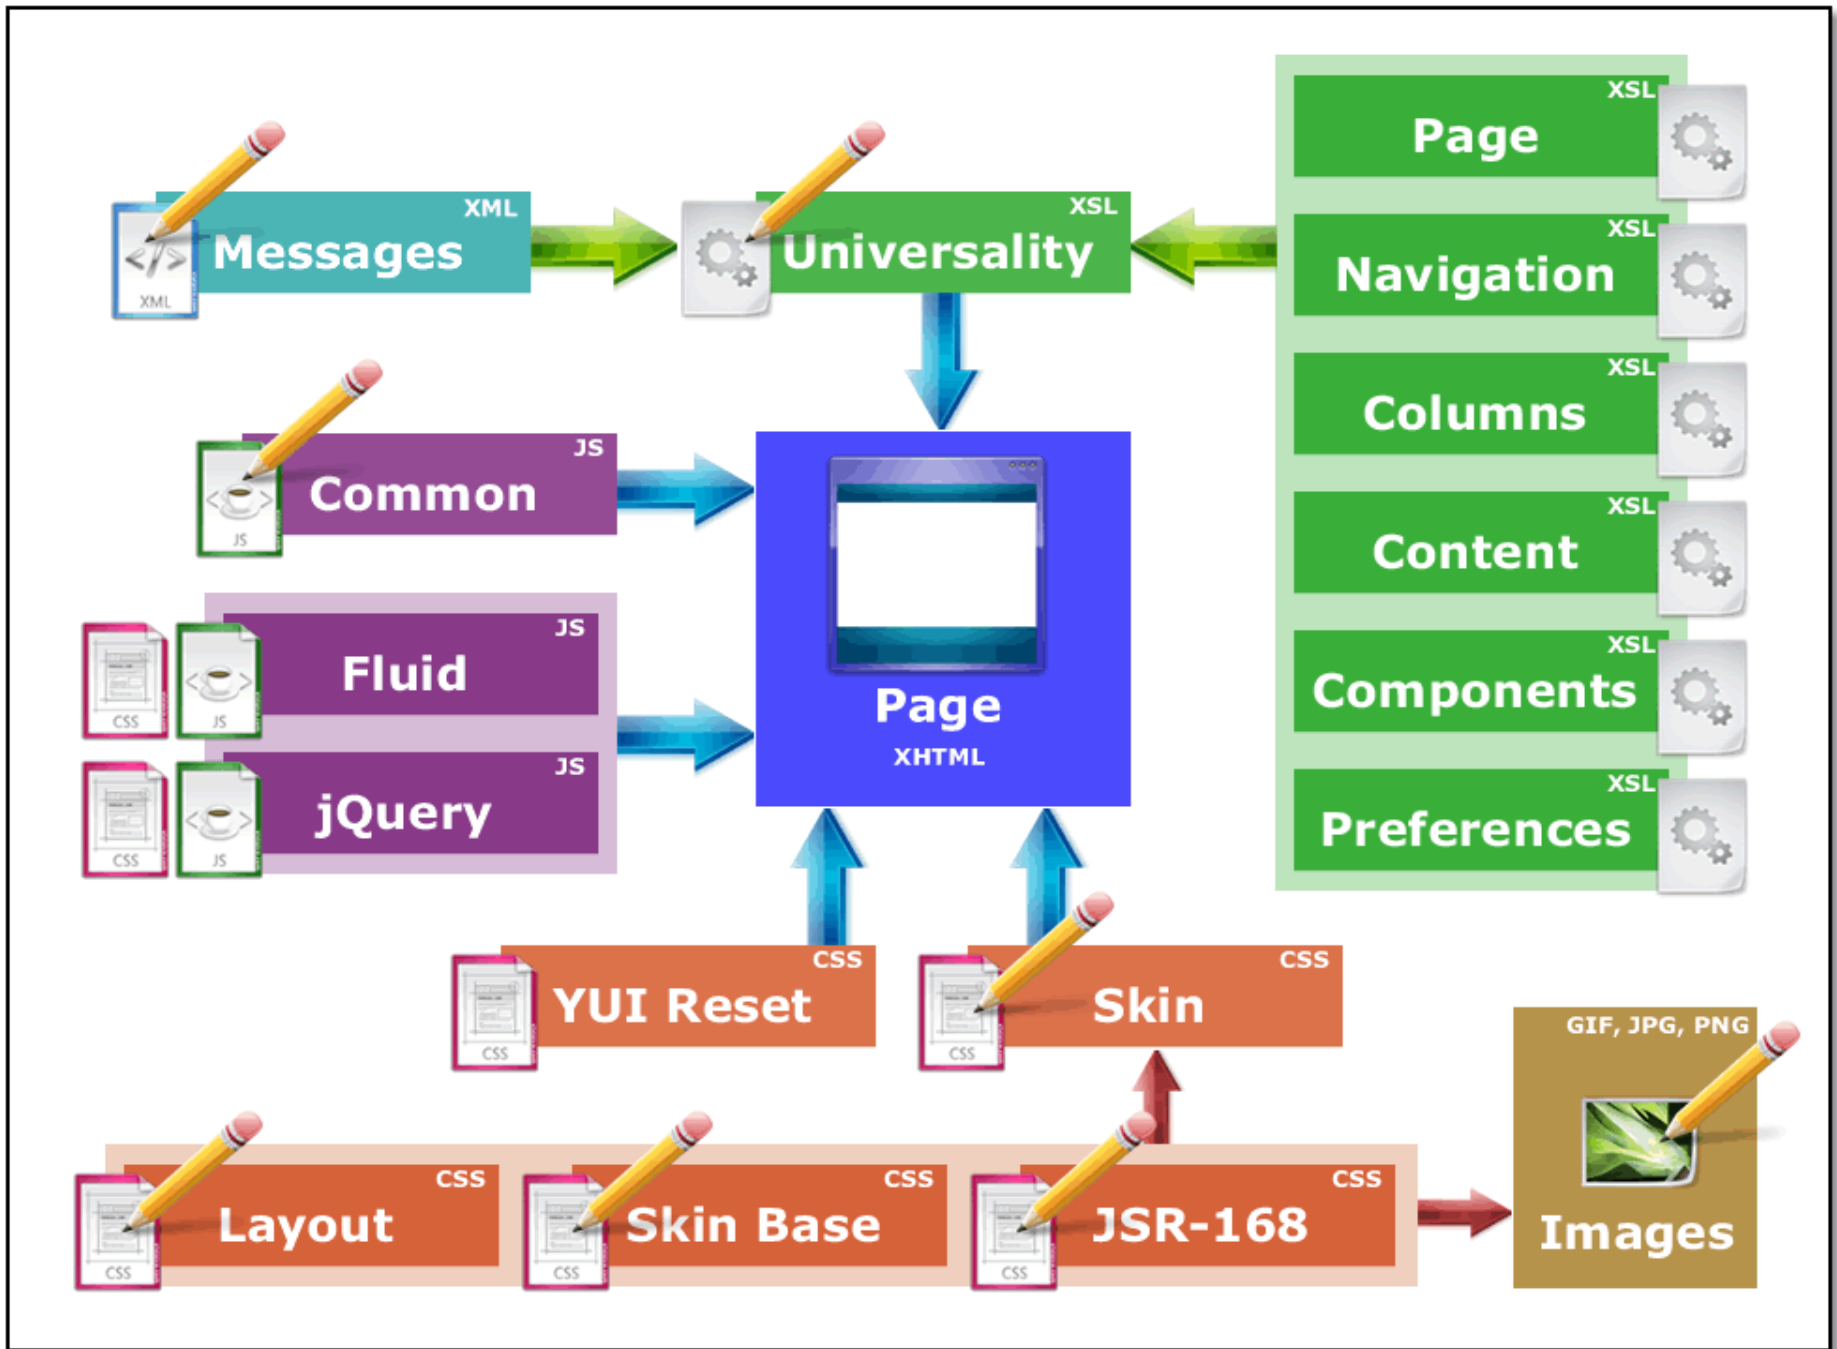 XML
Messages
XML
XSL
Universality
XSL
Page
XSL
Navigation
XSL
Columns
XSL
Content
XSL
Components
XSL
Preferences
JS
Common
JS
JS
Fluid
CSS
JS
JS
jQuery
CSS
JS
Page
XHTML
CSS
YUI Reset
CSS
CSS
Skin
CSS
CSS
Layout
CSS
CSS
Skin Base
CSS
CSS
JSR-168
CSS
GIF, JPG, PNG
Images